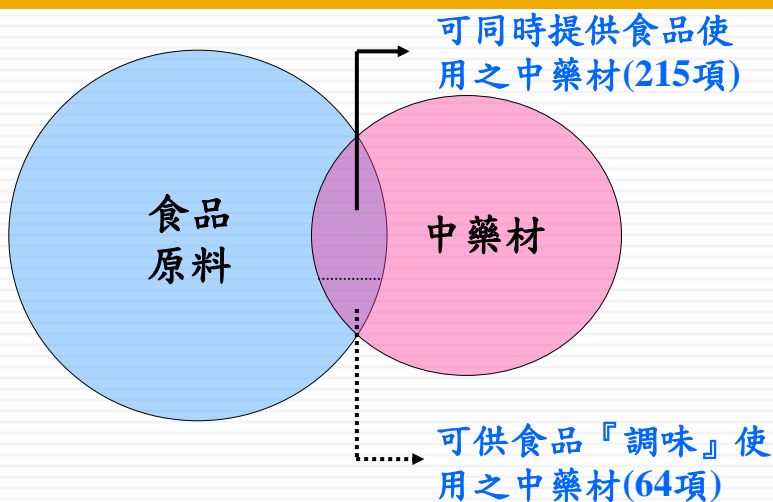 可同時提供食品使
用之中藥材(215項)
食品
原料
中藥材
可供食品『調味』使
用之中藥材(64項)